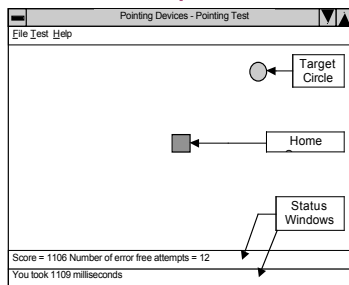 Pointing Devices - Pointing Test
File Test Help
Target
Circle
Home
Status
Windows
Score = 1106 Number of error free attempts = 12
You took 1109 milliseconds